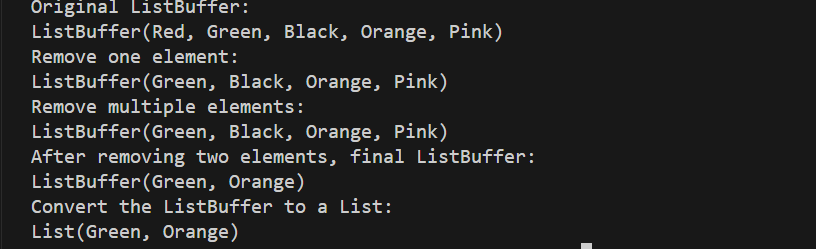 Original ListBuffer:
ListBuffer(Red, Green, Black, Orange, Pink)
Remove one element:
ListBuffer(Green, Black, Orange, Pink)
Remove multiple elements:
ListBuffer(Green, Black, Orange, Pink)
After removing two elements, final ListBuffer:
ListBuffer(Green, Orange)
Convert the ListBuffer to a List:
List(Green, Orange)